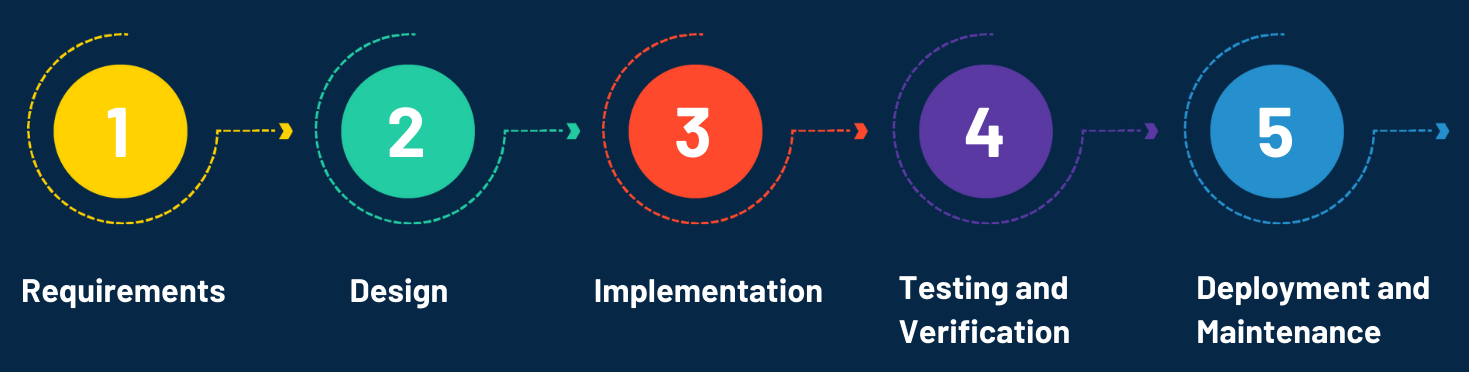 1
2
3
4
5
Requirements
Design
Implementation
Testing and
Verification
Deployment and
Maintenance